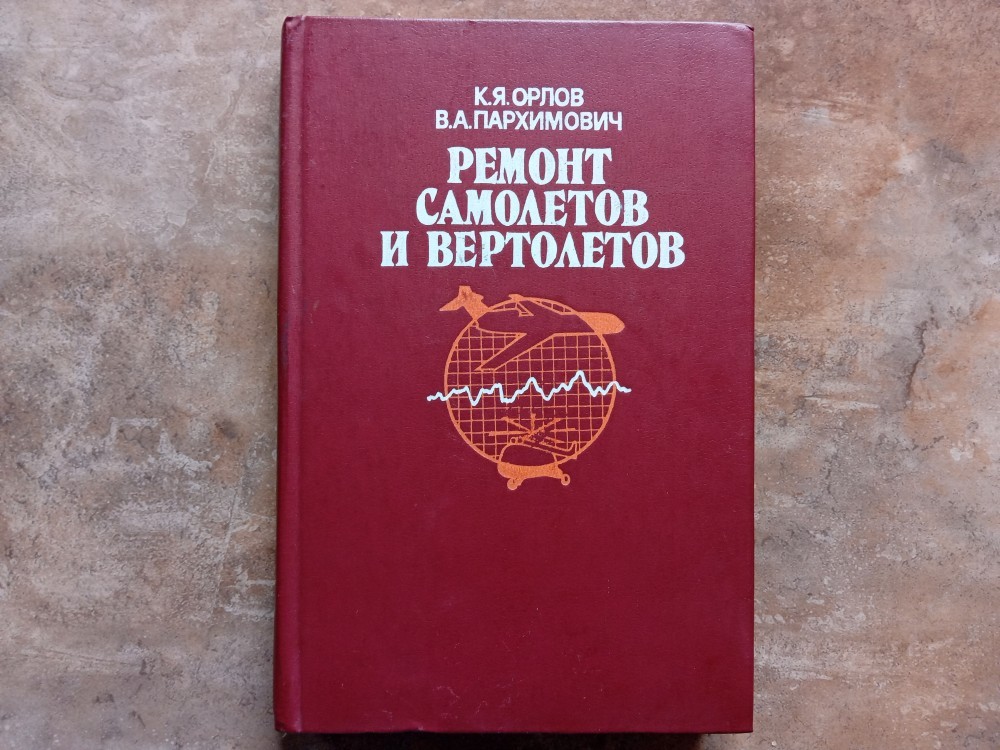 К.Я.ОРЛОВ
В.А.ПАРХИМОВИЧ
РЕМОНТ
САМОЛЕТОВ
И ВЕРТОЛЕТОВ